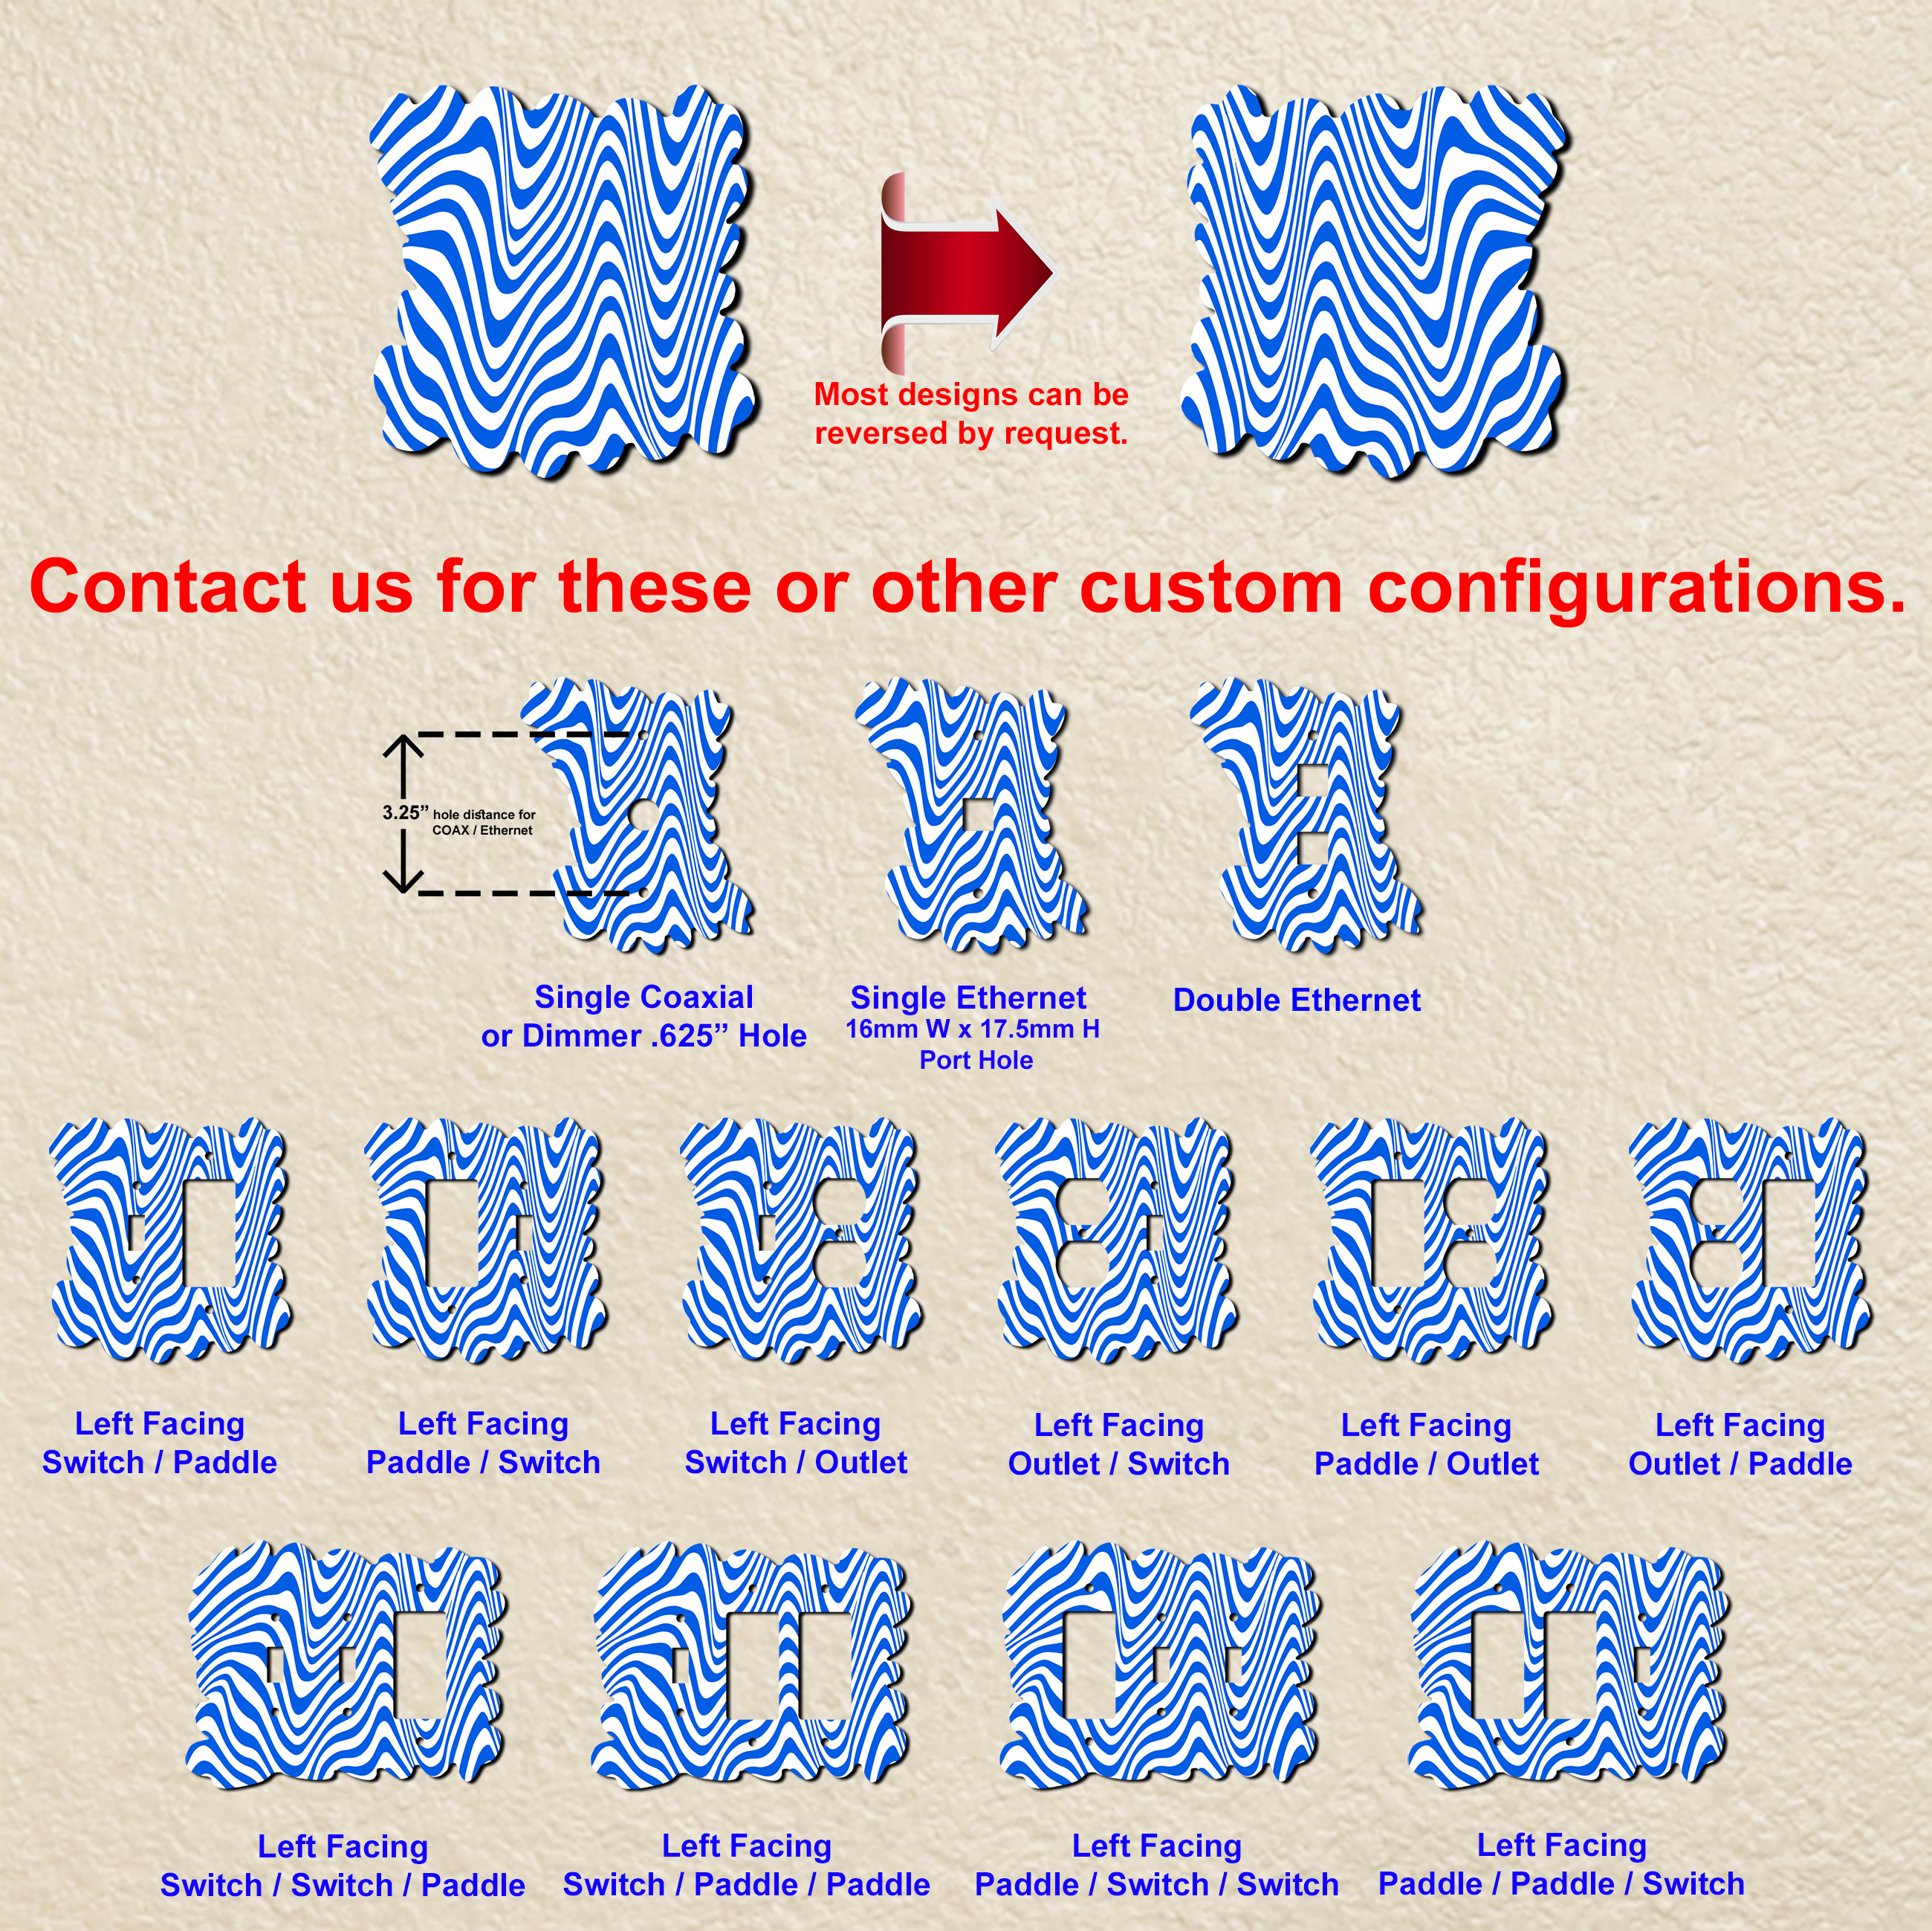 Most designs can be
reversed by request.
Contact us for these or other custom configurations.
3.25” hole distance for
COAX / Ethernet
Single Coaxial
or Dimmer .625” Hole
Single Ethernet
16mm W x 17.5mm H
Port Hole
Double Ethernet
Left Facing
Switch / Paddle
Left Facing
Paddle / Switch
Left Facing
Switch / Outlet
Left Facing
Outlet / Switch
Left Facing
Paddle / Outlet
Left Facing
Outlet / Paddle
Left Facing
Switch / Switch / Paddle
Left Facing
Switch / Paddle / Paddle
Left Facing
Paddle / Switch / Switch
Left Facing
Paddle / Paddle / Switch